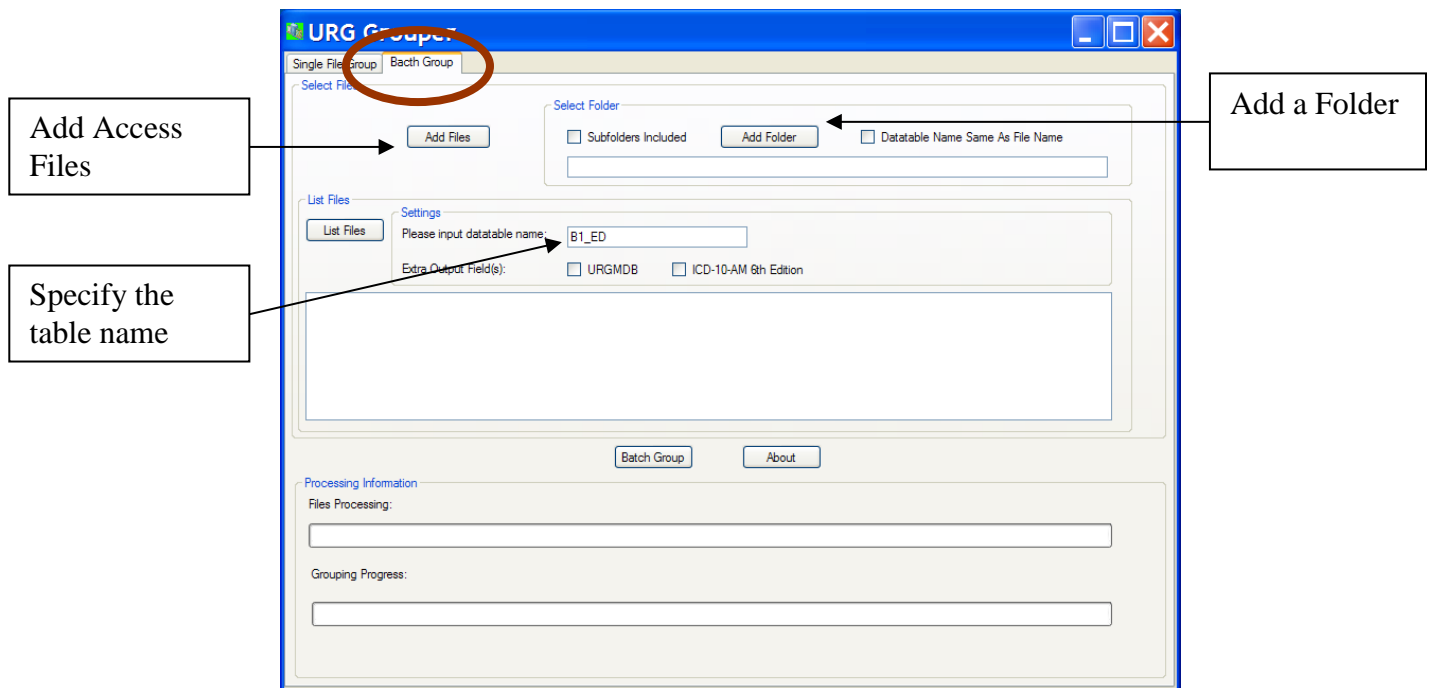 URG Grouper
Single File Group
Bacth Group
Select Files
Add Access
Files
Add Files
Select Folder
Subfolders Included
Add Folder
Datatable Name Same As File Name
Add a Folder
List Files
List Files
Settings
Please input datatable name:
B1_ED
Extra Output Field(s):
URGMDB
ICD-10-AM 6th Edition
Specify the
table name
Batch Group
About
Processing Information
Files Processing:
Grouping Progress: